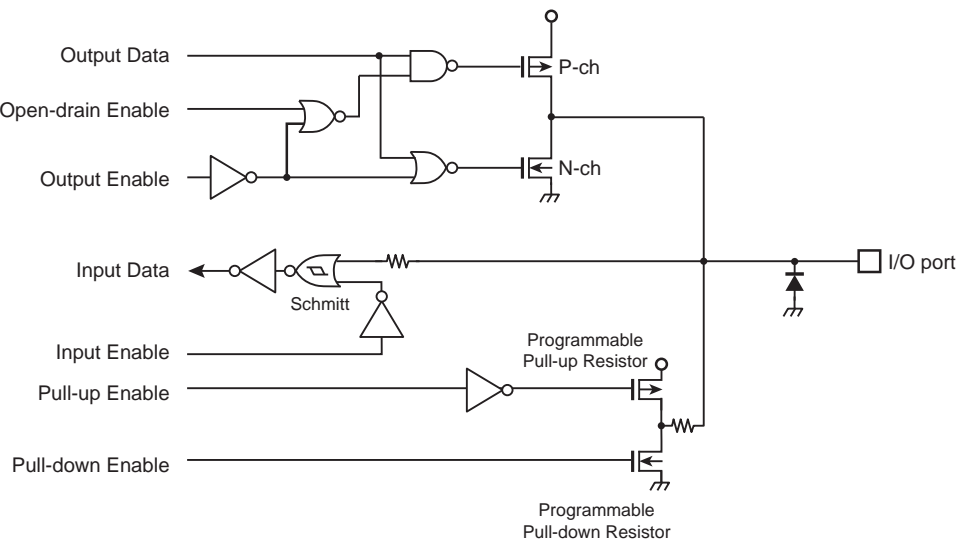 Output Data
P-ch
Open-drain Enable
Output Enable
N-ch
Input Data
Schmitt
I/O port
Input Enable
Programmable
Pull-up Resistor
Pull-up Enable
Pull-down Enable
Programmable
Pull-down Resistor